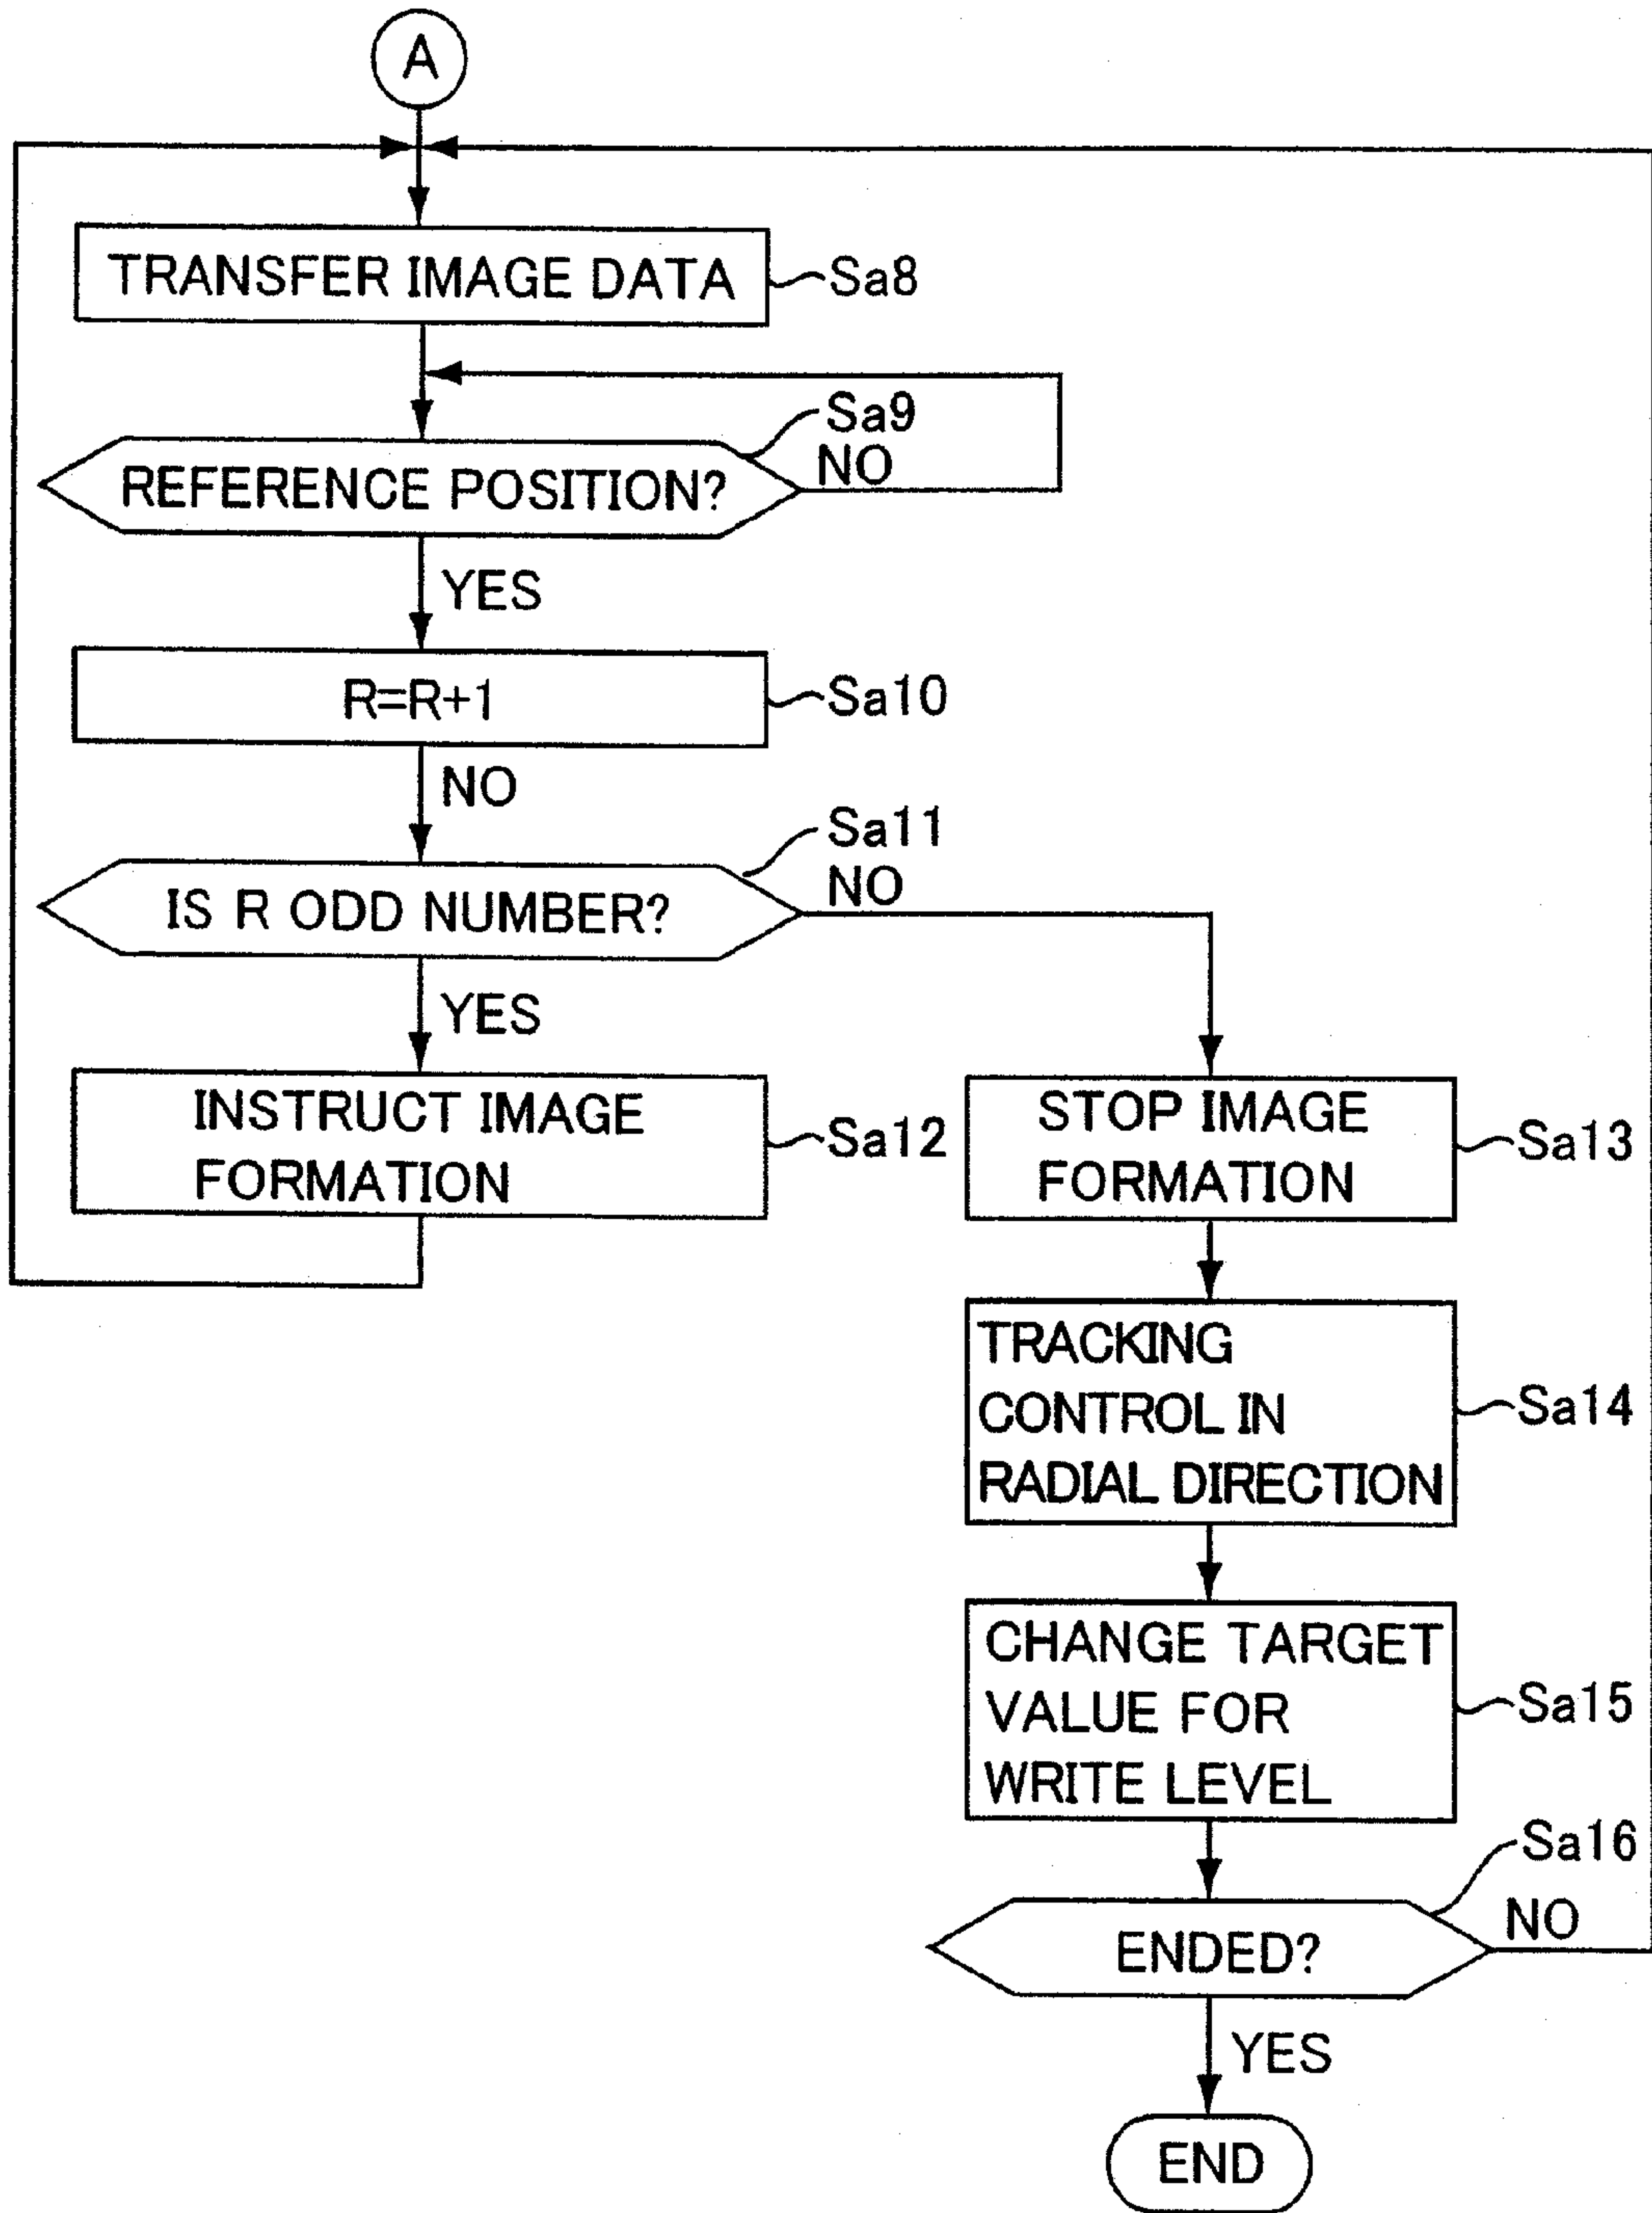 A
TRANSFER IMAGE DATA
Sa8
Sa9
REFERENCE POSITION?
NO
YES
R=R+1
Sa10
NO
Sa11
IS R ODD NUMBER?
NO
YES
INSTRUCT IMAGE
FORMATION
Sa12
STOP IMAGE
FORMATION
Sa13
TRACKING
CONTROL IN
RADIAL DIRECTION
Sa14
CHANGE TARGET
VALUE FOR
WRITE LEVEL
Sa15
Sa16
ENDED?
NO
YES
END